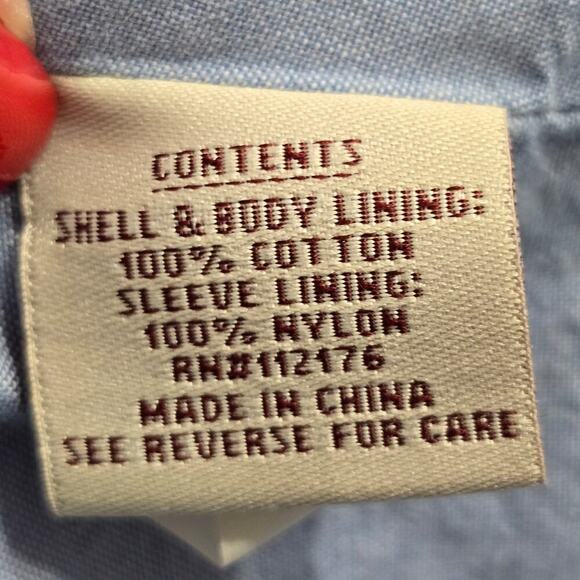 CONTENTS
SHELL & BODY LINING:
100% COTTON
SLEEVE LINING:
100% NYLON
RN#112176
MADE IN CHINA
SEE REVERSE FOR CARE